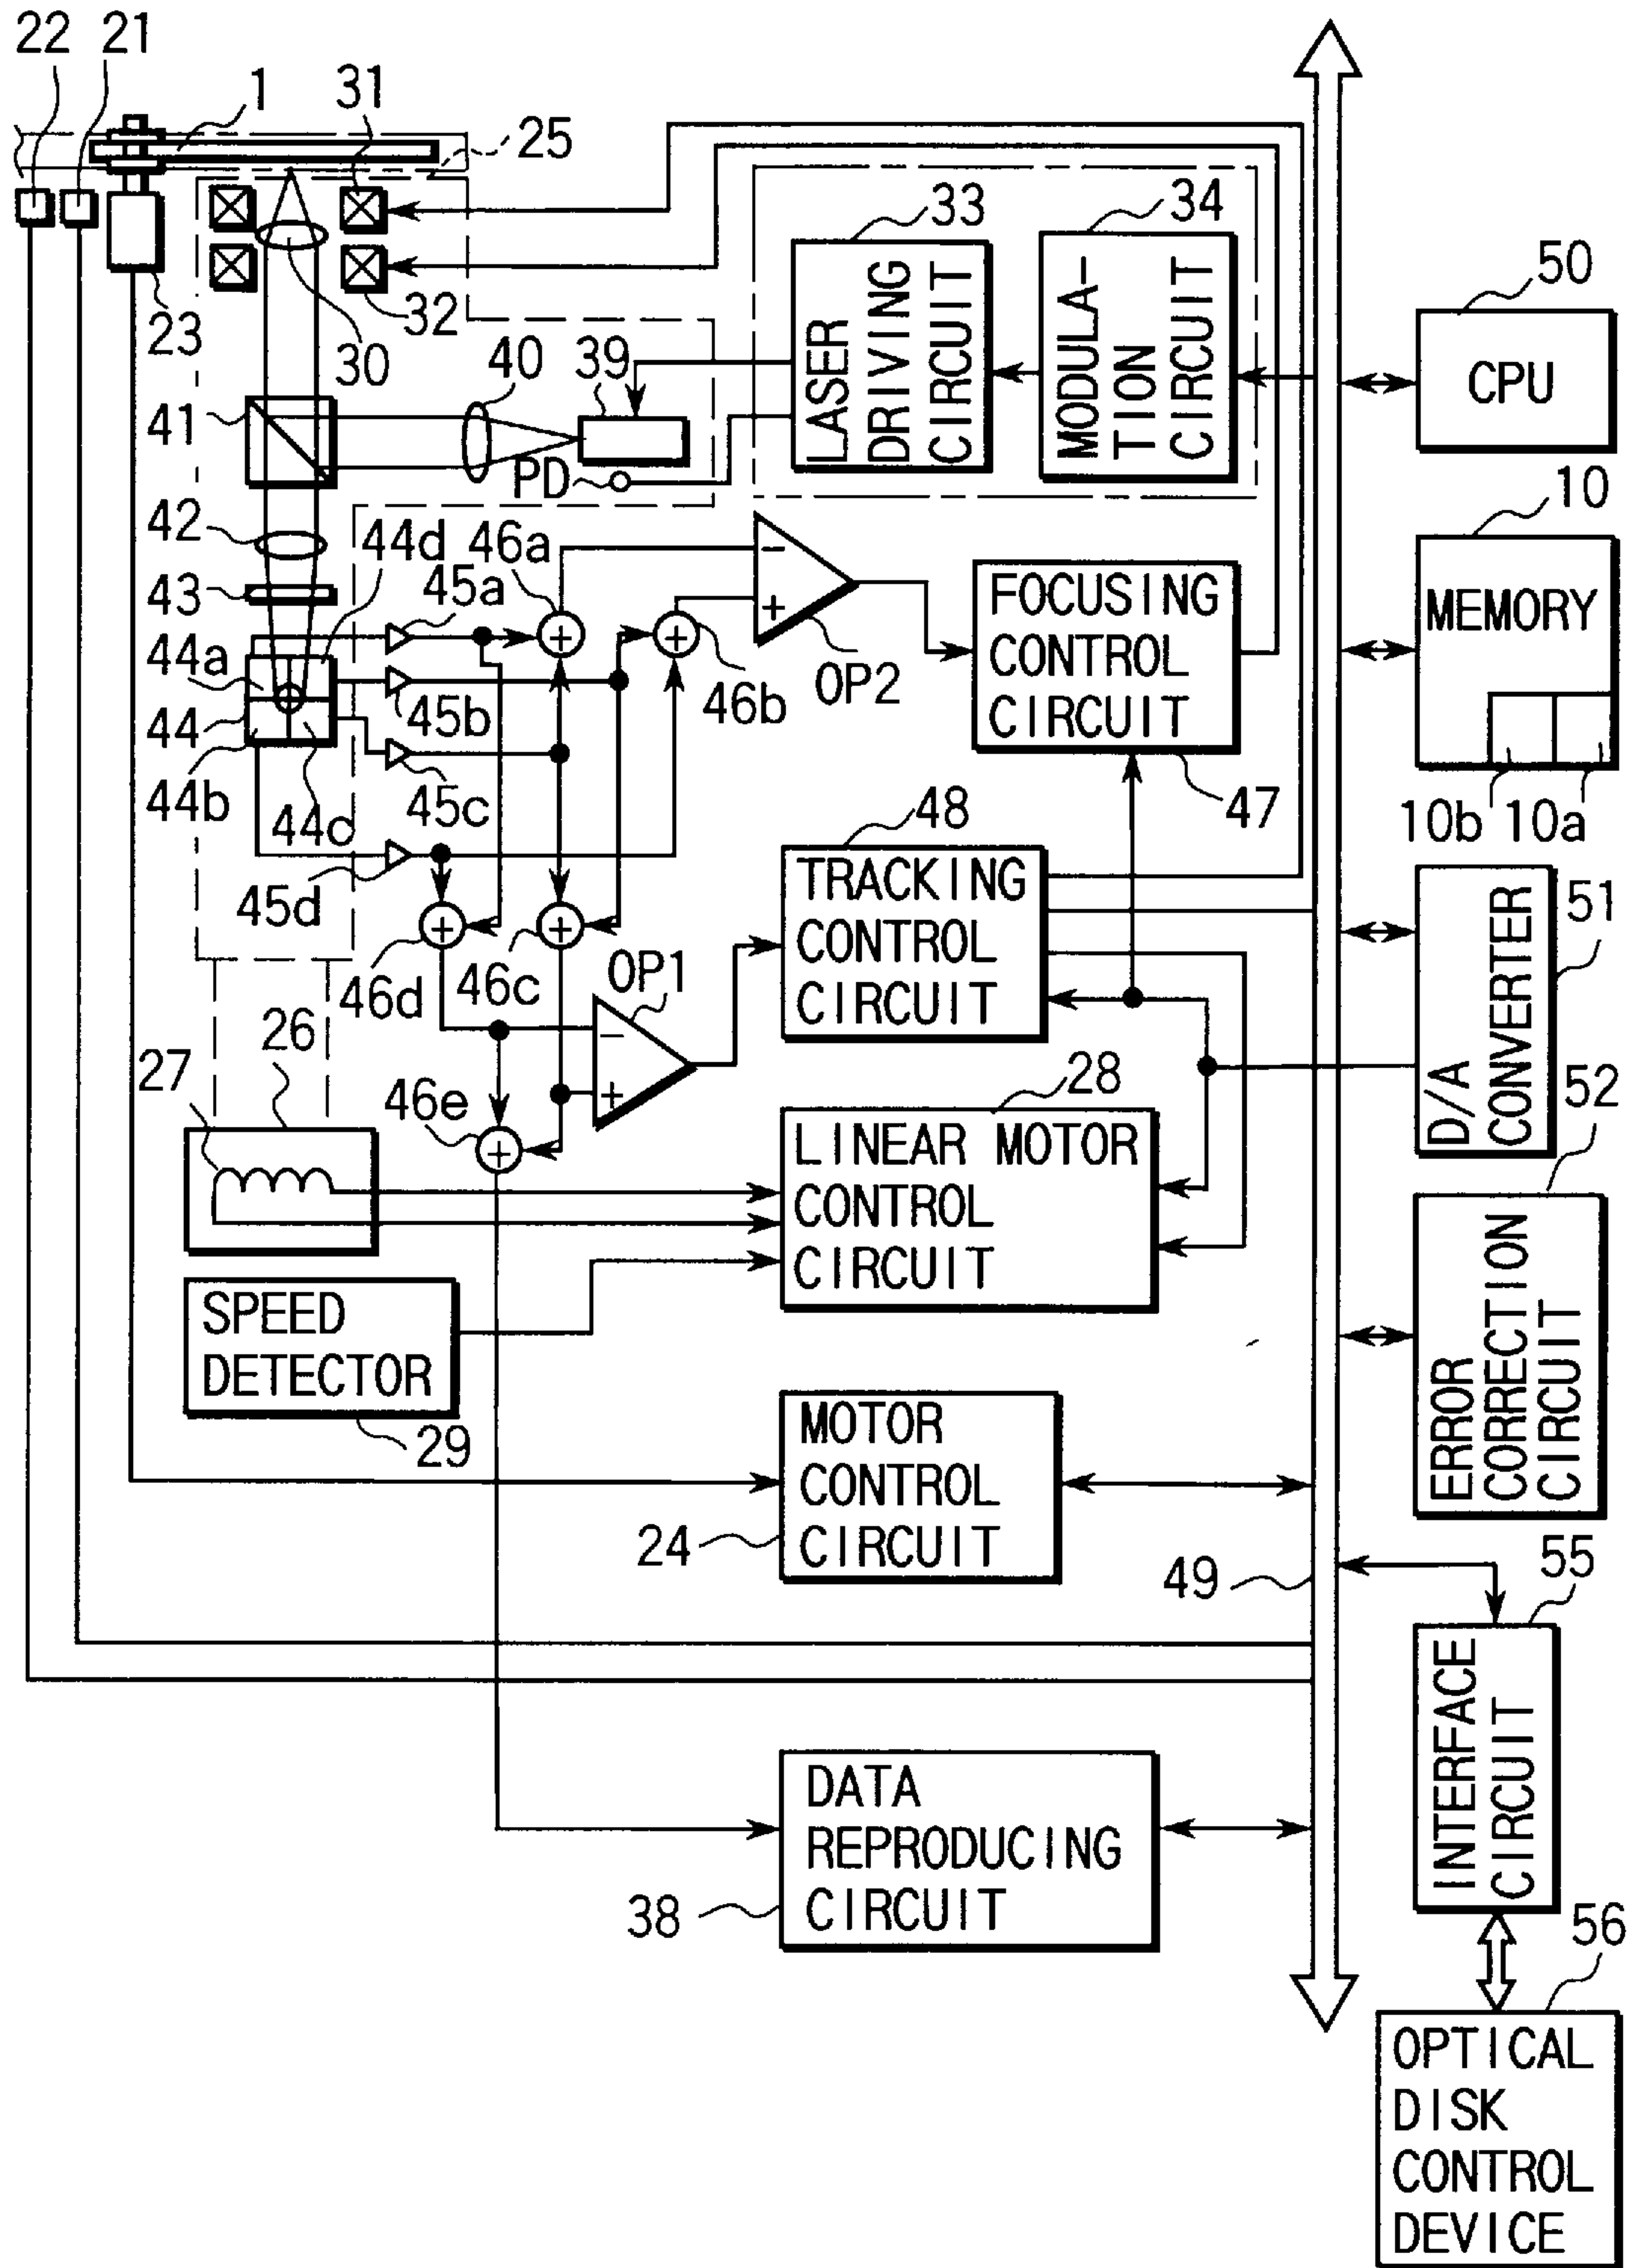 22
21
1
31
25
33
34
23
30
32
40
39
LASER
DRIVING
CIRCUIT
MODULA-
TION
CIRCUIT
50
CPU
41
PD
10
42
44d
46a
43
45a
MEMORY
FOCUSING
CONTROL
CIRCUIT
44a
OP2
46b
44
45b
44b
44c
45c
48
47
10b
10a
TRACKING
CONTROL
CIRCUIT
45d
51
D/A
CONVERTER
46d
46c
OP1
26
27
28
52
46e
LINEAR MOTOR
CONTROL
CIRCUIT
ERROR
CORRECTION
CIRCUIT
SPEED
DETECTOR
29
MOTOR
CONTROL
CIRCUIT
24
49
55
INTERFACE
CIRCUIT
DATA
REPRODUCING
CIRCUIT
38
56
OPTICAL
DISK
CONTROL
DEVICE